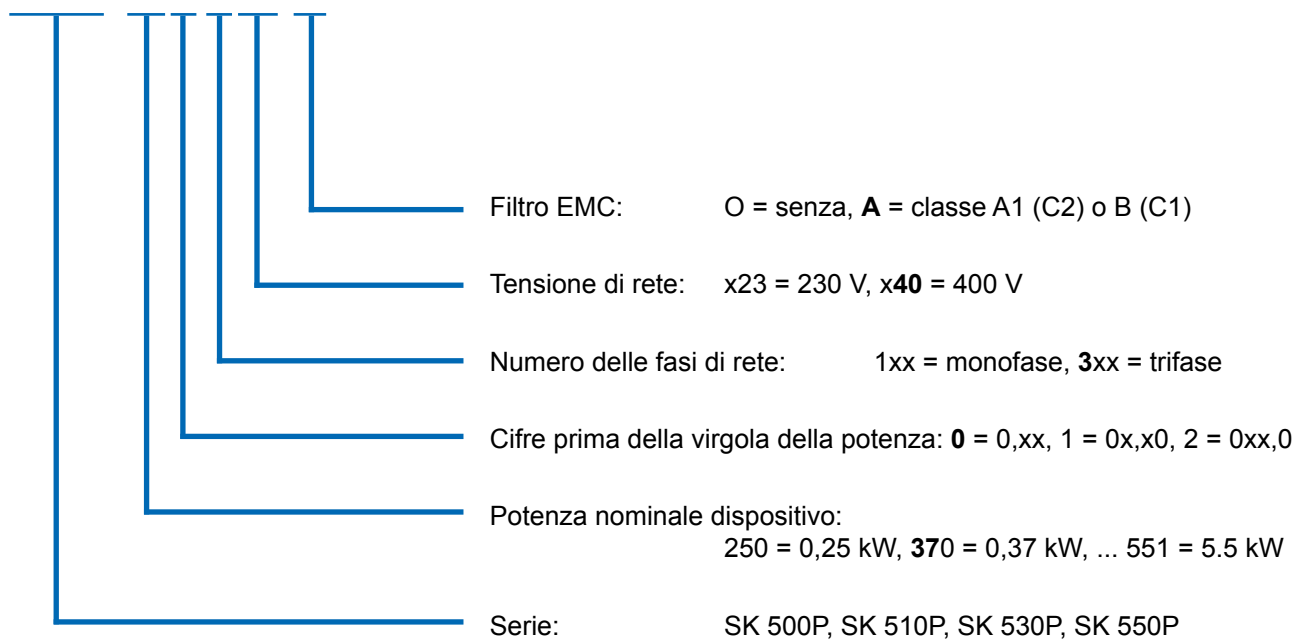 Filtro EMC: O = senza, A = classe A1 (C2) o B (C1)
Tensione di rete: x23 = 230 V, x40 = 400 V
Numero delle fasi di rete: 1xx = monofase, 3xx = trifase
Cifre prima della virgola della potenza: 0 = 0,xx, 1 = 0x,x0, 2 = 0xx,0
Potenza nominale dispositivo:
250 = 0,25 kW, 370 = 0,37 kW, ... 551 = 5.5 kW
Serie: SK 500P, SK 510P, SK 530P, SK 550P